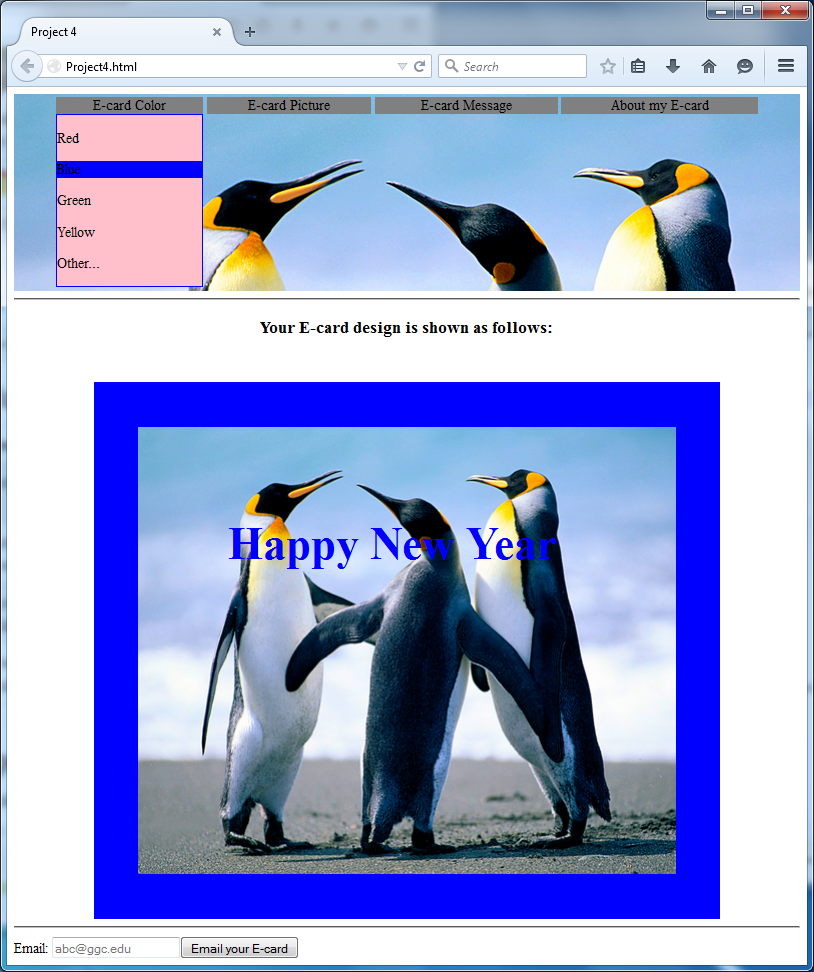 Project 4
Project4.html
Search
E-card Color E-card Picture E-card Message About my E-card
Red
Blue
Green
Yellow
Other...
Your E-card design is shown as follows:
Happy New Year
Email: abc@ggc.edu Email your E-card